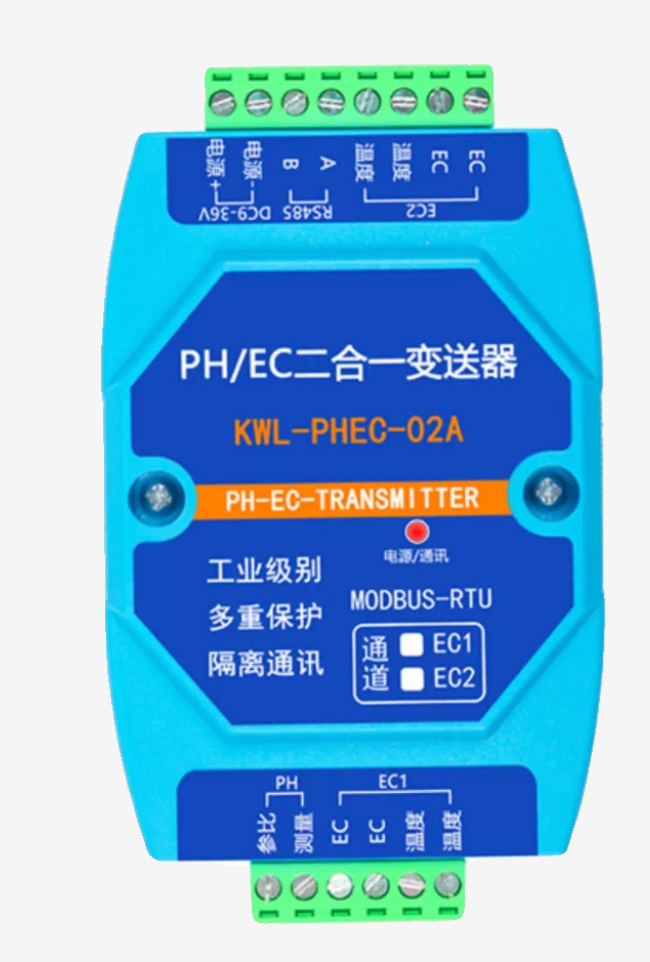 电源+ 电源- B A 温度 温度 EC EC
DC9-36V RS485 EC2
PH/EC二合一变送器
KWL-PHEC-02A
PH-EC-TRANSMITTER
电源/通讯
工业级别
多重保护
隔离通讯
MODBUS-RTU
通道
EC1
EC2
PH EC1
参比 测量 EC EC 温度 温度